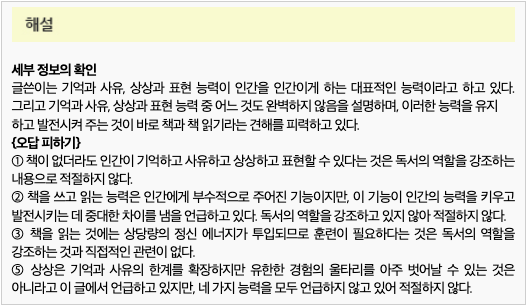 해설
세부 정보의 확인
글쓴이는 기억과 사유, 상상과 표현 능력이 인간을 인간이게 하는 대표적인 능력이라고 하고 있다.
그리고 기억과 사유, 상상과 표현 능력 중 어느 것도 완벽하지 않음을 설명하며, 이러한 능력을 유지
하고 발전시켜 주는 것이 바로 책과 책 읽기라는 견해를 피력하고 있다.
{오답 피하기}
① 책이 없더라도 인간이 기억하고 사유하고 상상하고 표현할 수 있다는 것은 독서의 역할을 강조하는
내용으로 적절하지 않다.
② 책을 쓰고 읽는 능력은 인간에게 부수적으로 주어진 기능이지만, 이 기능이 인간의 능력을 키우고
발전시키는 데 중대한 차이를 냄을 언급하고 있다. 독서의 역할을 강조하고 있지 않아 적절하지 않다.
③ 책을 읽는 것에는 상당량의 정신 에너지가 투입되므로 훈련이 필요하다는 것은 독서의 역할을
강조하는 것과 직접적인 관련이 없다.
⑤ 상상은 기억과 사유의 한계를 확장하지만 유한한 경험의 울타리를 아주 벗어날 수 있는 것은
아니라고 이 글에서 언급하고 있지만, 네 가지 능력을 모두 언급하지 않고 있어 적절하지 않다.